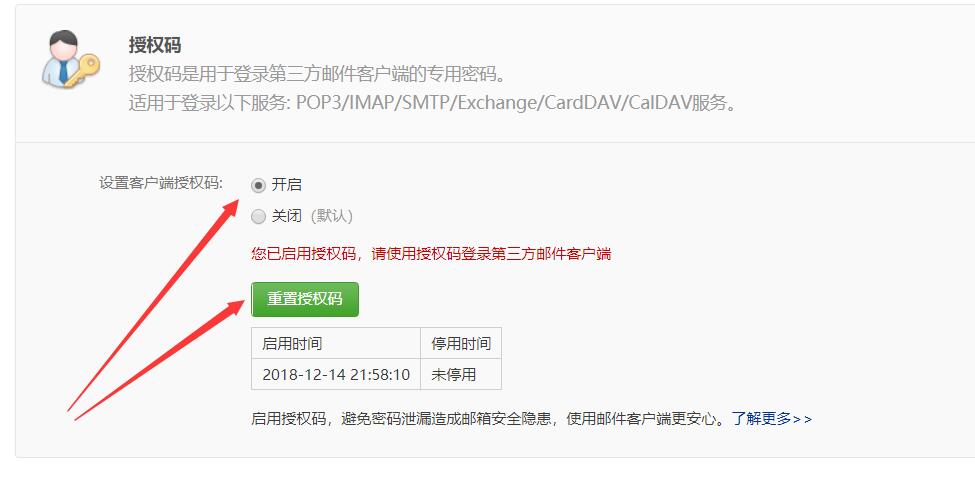 授权码
授权码是用于登录第三方邮件客户端的专用密码。
适用于登录以下服务: POP3/IMAP/SMTP/Exchange/CardDAV/CalDAV服务。
设置客户端授权码:
开启
关闭（默认）
您已启用授权码，请使用授权码登录第三方邮件客户端
重置授权码
启用时间 停用时间
2018-12-14 21:58:10 未停用
启用授权码，避免密码泄漏造成邮箱安全隐患，使用邮件客户端更安心。了解更多>>